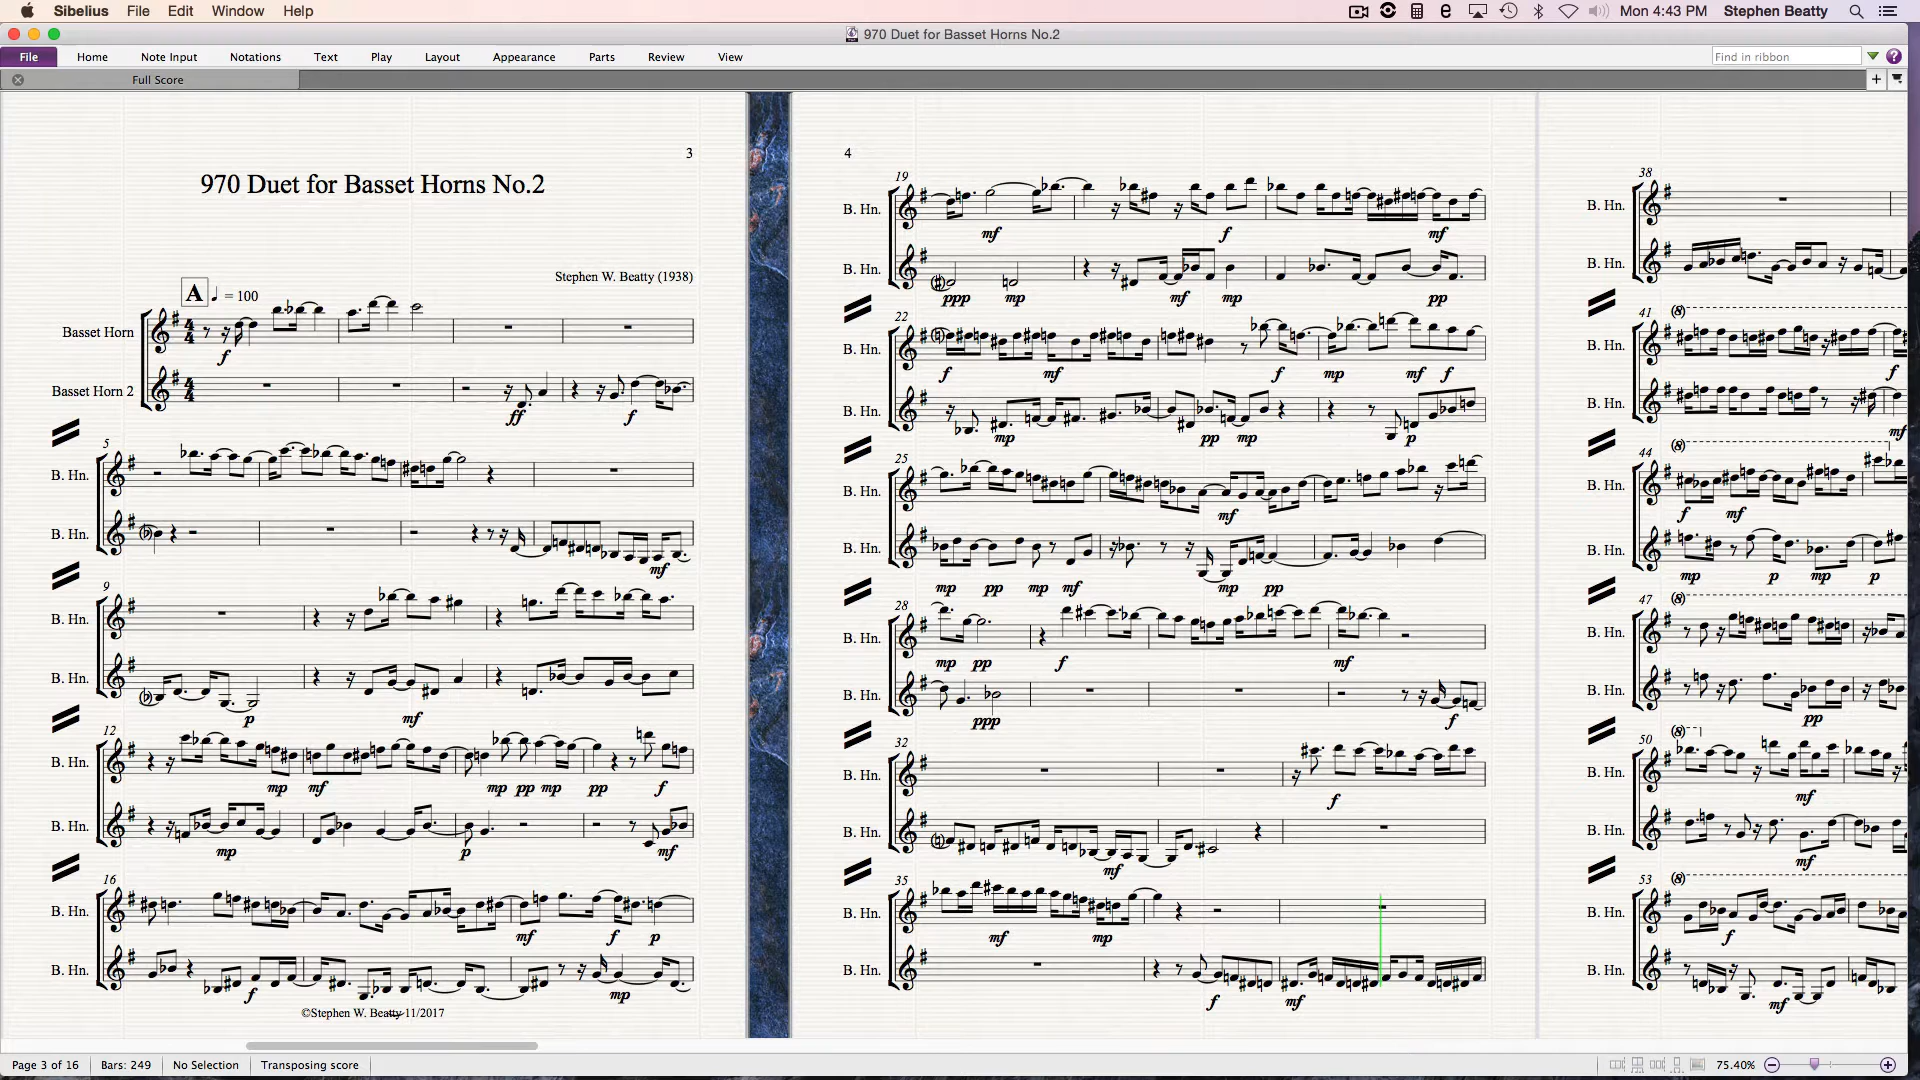 Sibelius File Edit Window Help Mon 4:43 PM Stephen Beatty
970 Duet for Basset Horns No.2
File Home Note Input Notations Text Play Layout Appearance Parts Review View Find in ribbon
Full Score
3
970 Duet for Basset Horns No.2
Stephen W. Beatty (1938)
A = 100
Basset Horn
f
Basset Horn 2
ff f
5
B. Hn.
B. Hn.
mf
9
B. Hn.
B. Hn.
p mf
12
B. Hn.
mp mf mp pp mp pp f
B. Hn.
mp p mf
16
B. Hn.
mf f p
B. Hn.
f mp
©Stephen W. Beatty 11/2017
4
19
B. Hn.
mf f mf
B. Hn.
ppp mp mf mp pp
22
B. Hn.
f mf f mp mf f
B. Hn.
mp pp mp p
25
B. Hn.
mf
B. Hn.
mp pp mp mf mp pp
28
B. Hn.
mp pp f mf
B. Hn.
ppp f
32
B. Hn.
f
B. Hn.
mf
35
B. Hn.
mf mp
B. Hn.
f mf
38
B. Hn.
B. Hn.
41
(8)
B. Hn.
f
B. Hn.
mf
44
(8)
B. Hn.
f mf
B. Hn.
mp p mp p
47
(8)
B. Hn.
B. Hn.
pp
50
(8)
B. Hn.
mf
B. Hn.
mf
53
(8)
B. Hn.
f
B. Hn.
mf
Page 3 of 16 Bars: 249 No Selection Transposing score 75.40%